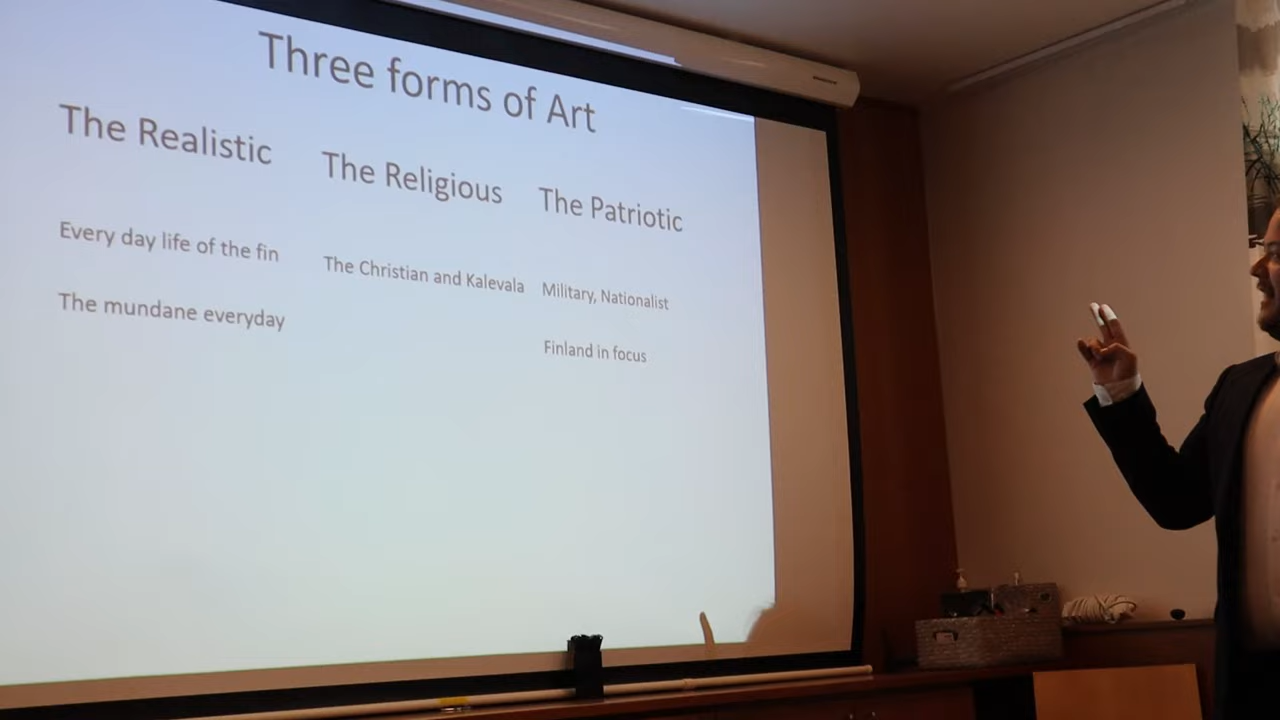 Three forms of Art
The Realistic
The Religious
The Patriotic
Every day life of the fin
The Christian and Kalevala
Military, Nationalist
The mundane everyday
Finland in focus